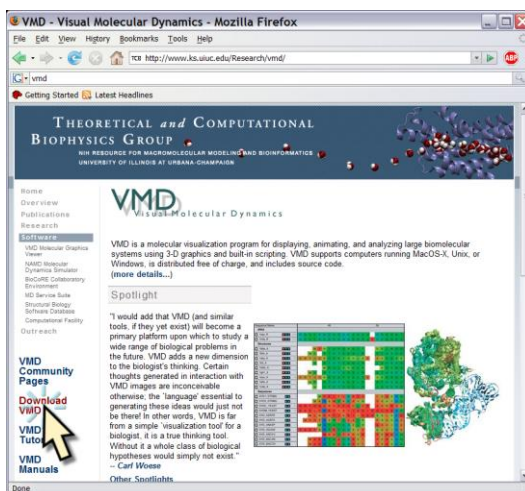 VMD - Visual Molecular Dynamics - Mozilla Firefox
File Edit View History Bookmarks Tools Help
http://www.ks.uiuc.edu/Research/vmd/
ABP
G vmd
Getting Started Latest Headlines
THEORETICAL and COMPUTATIONAL
BIOPHYSICS GROUP
NIH RESOURCE FOR MACROMOLECULAR MODELING AND BIOINFORMATICS
UNIVERSITY OF ILLINOIS AT URBANA-CHAMPAIGN
Home
Overview
Publications
Research
Software
VMD Molecular Graphics
Viewer
NAMD Molecular
Dynamics Simulator
BioCoRE Collaboratory
Environment
MD Service Suite
Structural Biology
Software Database
Computational Facility
Outreach
VMD
Community
Pages
Download
VMD
VMD
VMD
Manuals
VMD
Visual Molecular Dynamics
VMD is a molecular visualization program for displaying, animating, and analyzing large biomolecular
systems using 3-D graphics and built-in scripting. VMD supports computers running MacOS-X, Unix, or
Windows, is distributed free of charge, and includes source code.
(more details...)
Spotlight
"I would add that VMD (and similar
tools, if they yet exist) will become a
primary platform upon which to study a
wide range of biological problems in
the future. VMD adds a new dimension
to the biologist's thinking. Certain
thoughts generated in interaction with
VMD images are inconceivable
otherwise; the `language' essential to
generating these ideas would just not
be there! In other words, VMD is far
from a simple `visualization tool' for a
biologist, it is a true thinking tool.
Without it a whole class of biological
hypotheses would simply not exist."
-- Carl Woese
Other Spotlights
Done